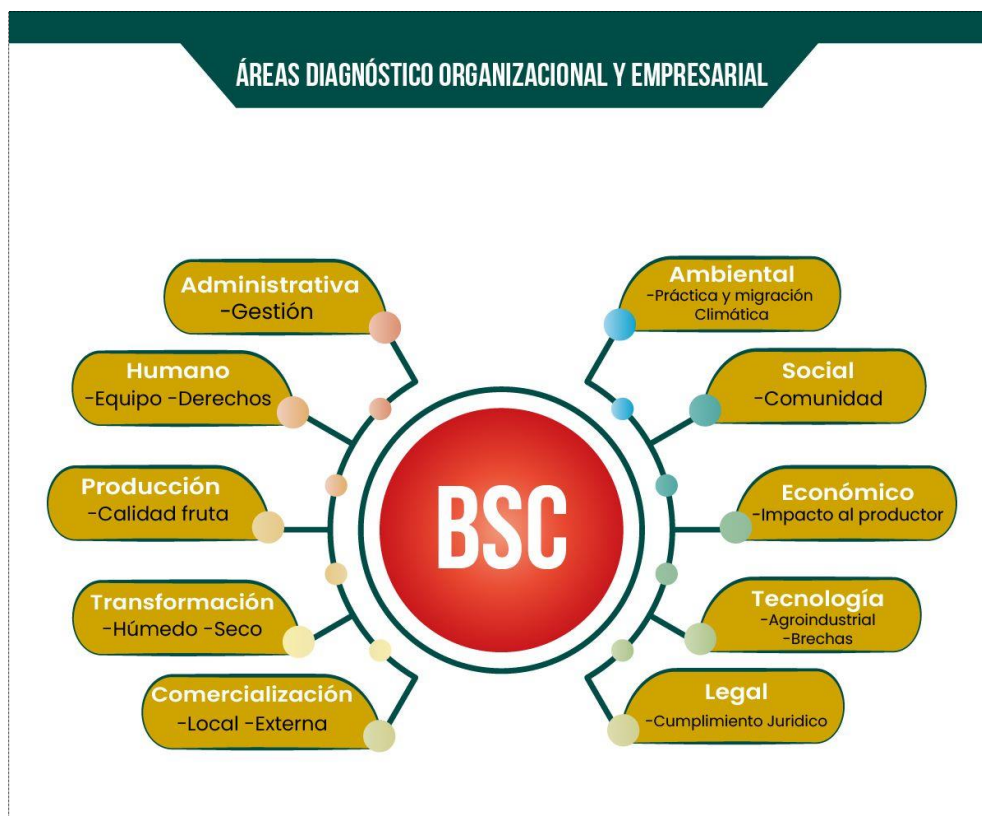 ÁREAS DIAGNÓSTICO ORGANIZACIONAL Y EMPRESARIAL
Administrativa
-Gestión
Humano
-Equipo -Derechos
Producción
-Calidad fruta
Transformación
-Húmedo -Seco
Comercialización
-Local -Externa
BSC
Ambiental
-Práctica y migración
Climática
Social
-Comunidad
Económico
-Impacto al productor
Tecnología
-Agroindustrial
-Brechas
Legal
-Cumplimiento Juridico